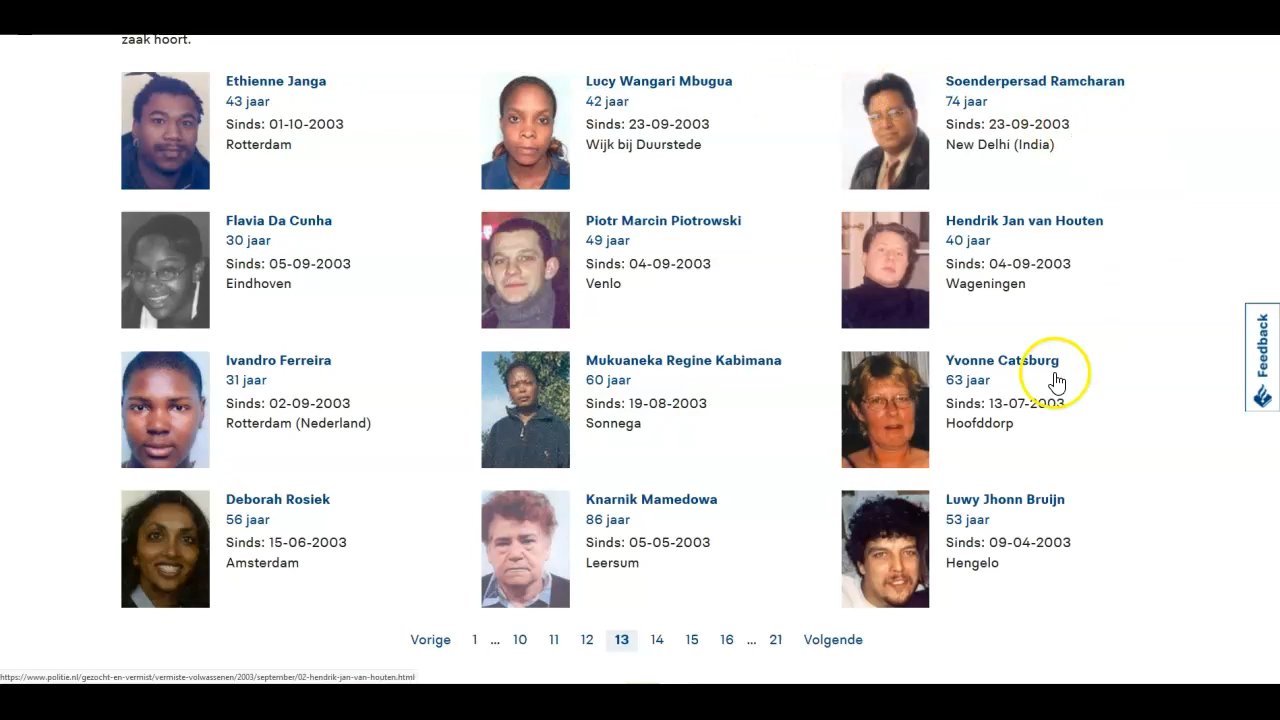 zaak hoort.
Ethienne Janga
43 jaar
Sinds: 01-10-2003
Rotterdam
Lucy Wangari Mbugua
42 jaar
Sinds: 23-09-2003
Wijk bij Duurstede
Soenderpersad Ramcharan
74 jaar
Sinds: 23-09-2003
New Delhi (India)
Flavia Da Cunha
30 jaar
Sinds: 05-09-2003
Eindhoven
Piotr Marcin Piotrowski
49 jaar
Sinds: 04-09-2003
Venlo
Hendrik Jan van Houten
40 jaar
Sinds: 04-09-2003
Wageningen
Ivandro Ferreira
31 jaar
Sinds: 02-09-2003
Rotterdam (Nederland)
Mukuaneka Regine Kabimana
60 jaar
Sinds: 19-08-2003
Sonnega
Yvonne Catsburg
63 jaar
Sinds: 13-07-2003
Hoofddorp
Deborah Rosiek
56 jaar
Sinds: 15-06-2003
Amsterdam
Knarnik Mamedowa
86 jaar
Sinds: 05-05-2003
Leersum
Luwy Jhonn Bruijn
53 jaar
Sinds: 09-04-2003
Hengelo
Feedback
Vorige 1 ... 10 11 12 13 14 15 16 ... 21 Volgende
https://www.politie.nl/gezocht-en-vermist/vermiste-volwassenen/2003/september/02-hendrik-jan-van-houten.html